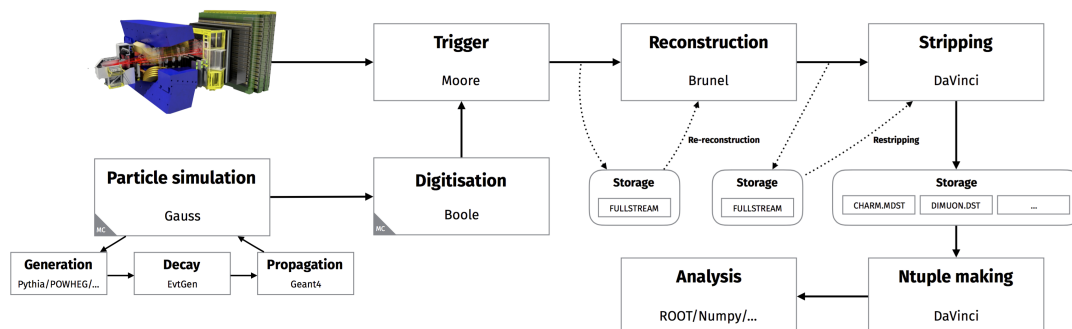 Trigger
Moore
Reconstruction
Brunel
Stripping
DaVinci
Re-reconstruction
Restripping
Particle simulation
Gauss
MC
Digitisation
Boole
MC
Storage
FULLSTREAM
Storage
FULLSTREAM
Storage
CHARM.MDST DIMUON.DST ...
Generation
Pythia/POWHEG/...
Decay
EvtGen
Propagation
Geant4
Analysis
ROOT/Numpy/...
Ntuple making
DaVinci